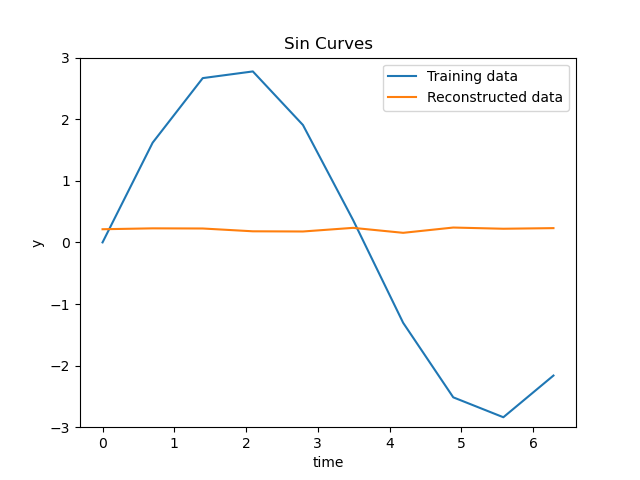 Sin Curves
Training data
Reconstructed data
3
2
1
0
−1
−2
−3
y
0 1 2 3 4 5 6
time